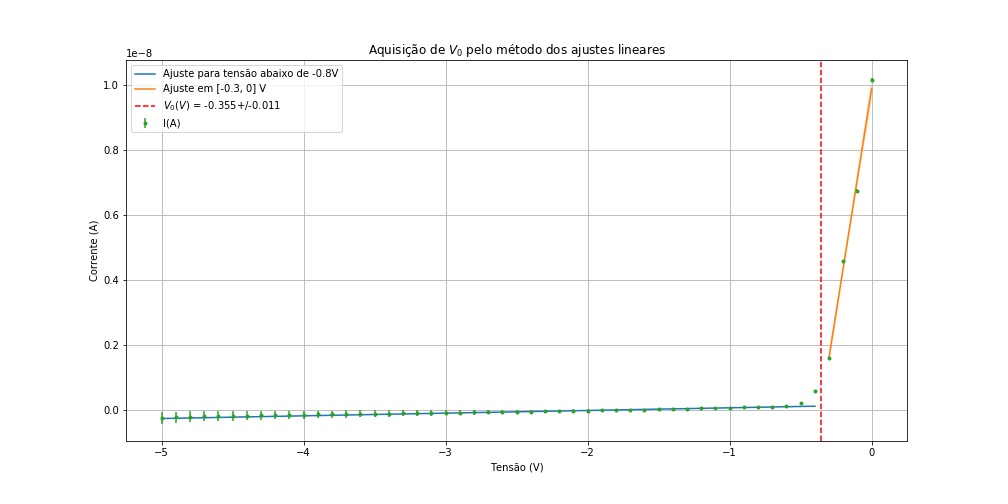 Aquisição de V₀ pelo método dos ajustes lineares
1e−8
Ajuste para tensão abaixo de -0.8V
Ajuste em [-0.3, 0] V
V₀(V) = -0.355+/-0.011
I(A)
1.0
0.8
0.6
0.4
0.2
0.0
Corrente (A)
−5
−4
−3
−2
−1
0
Tensão (V)